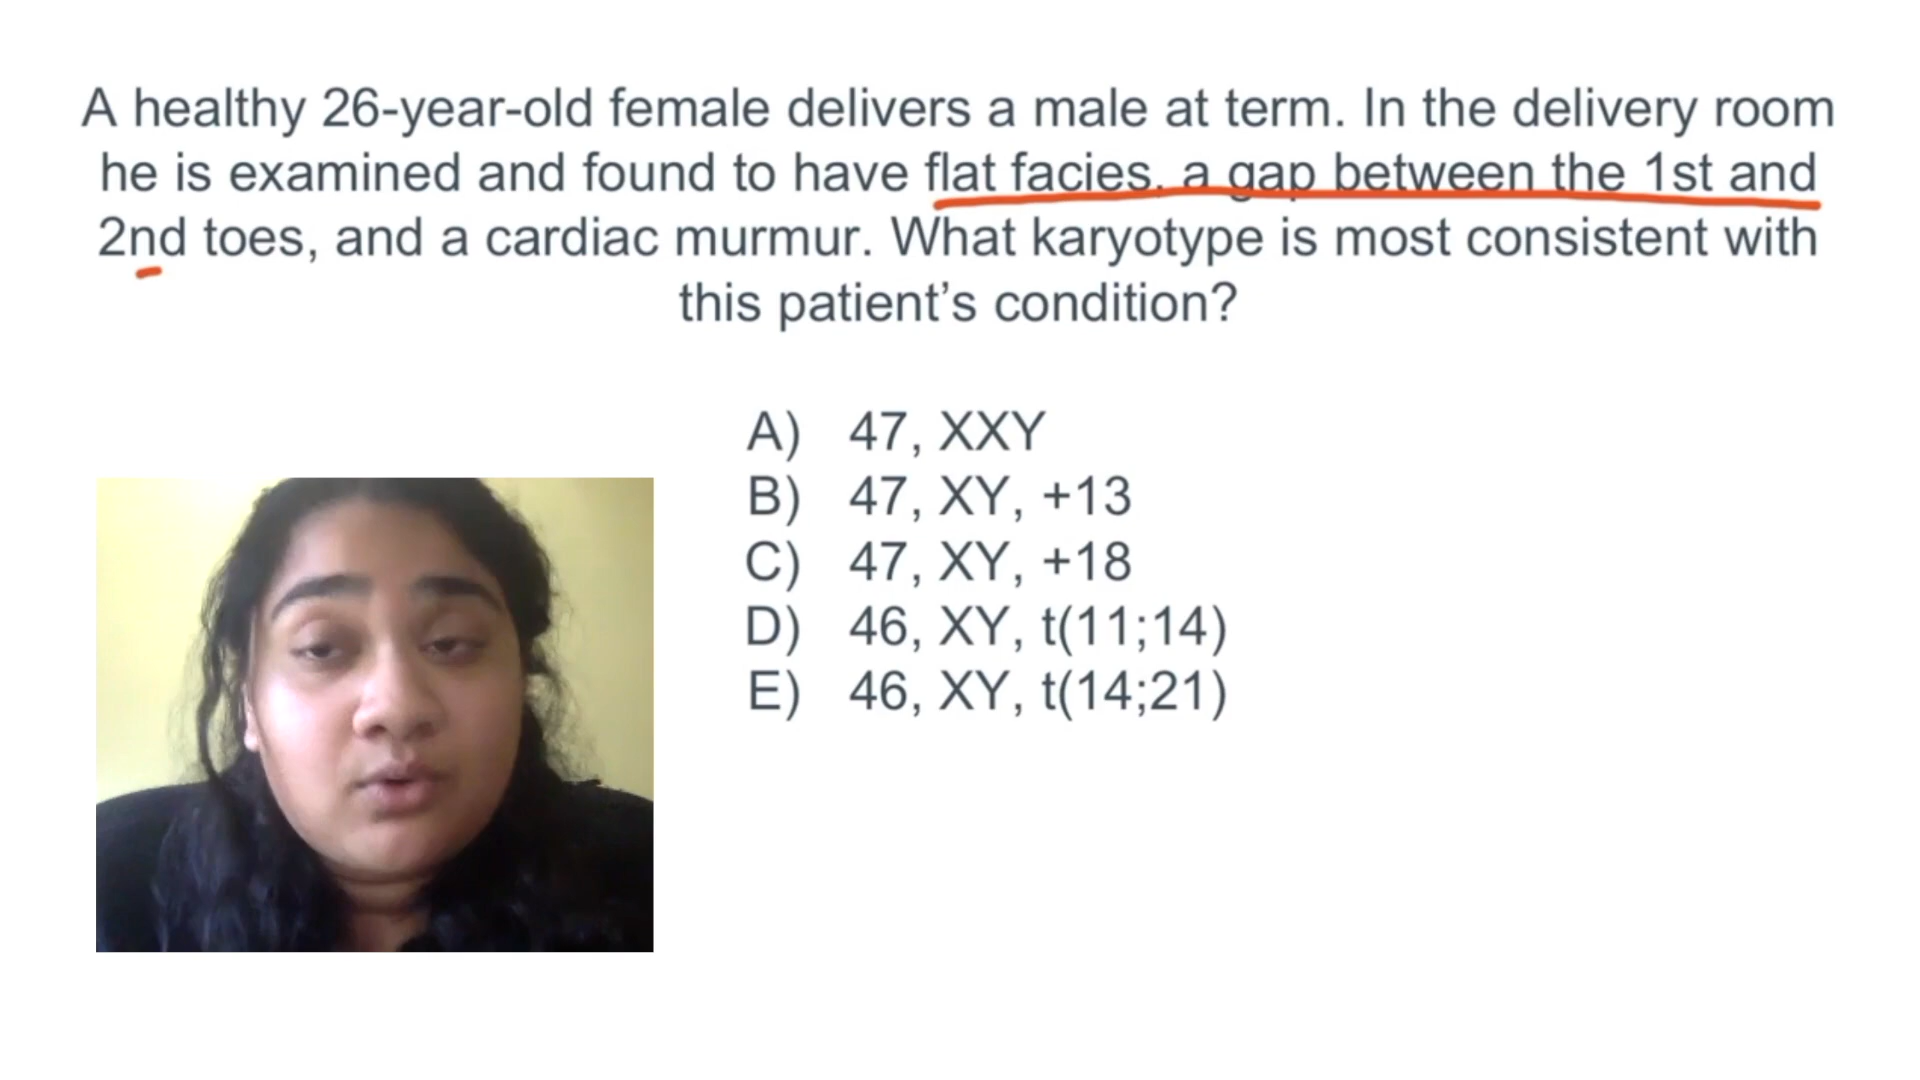 A healthy 26-year-old female delivers a male at term. In the delivery room
he is examined and found to have flat facies, a gap between the 1st and
2nd toes, and a cardiac murmur. What karyotype is most consistent with
this patient’s condition?
A) 47, XXY
B) 47, XY, +13
C) 47, XY, +18
D) 46, XY, t(11;14)
E) 46, XY, t(14;21)